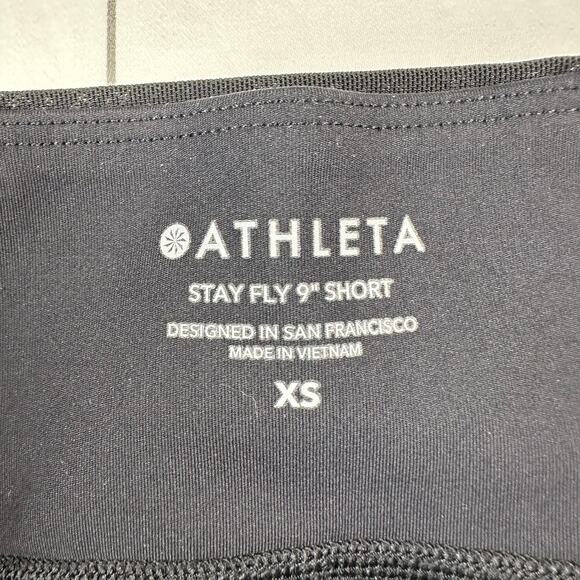 ATHLETA
STAY FLY 9" SHORT
DESIGNED IN SAN FRANCISCO
MADE IN VIETNAM
XS